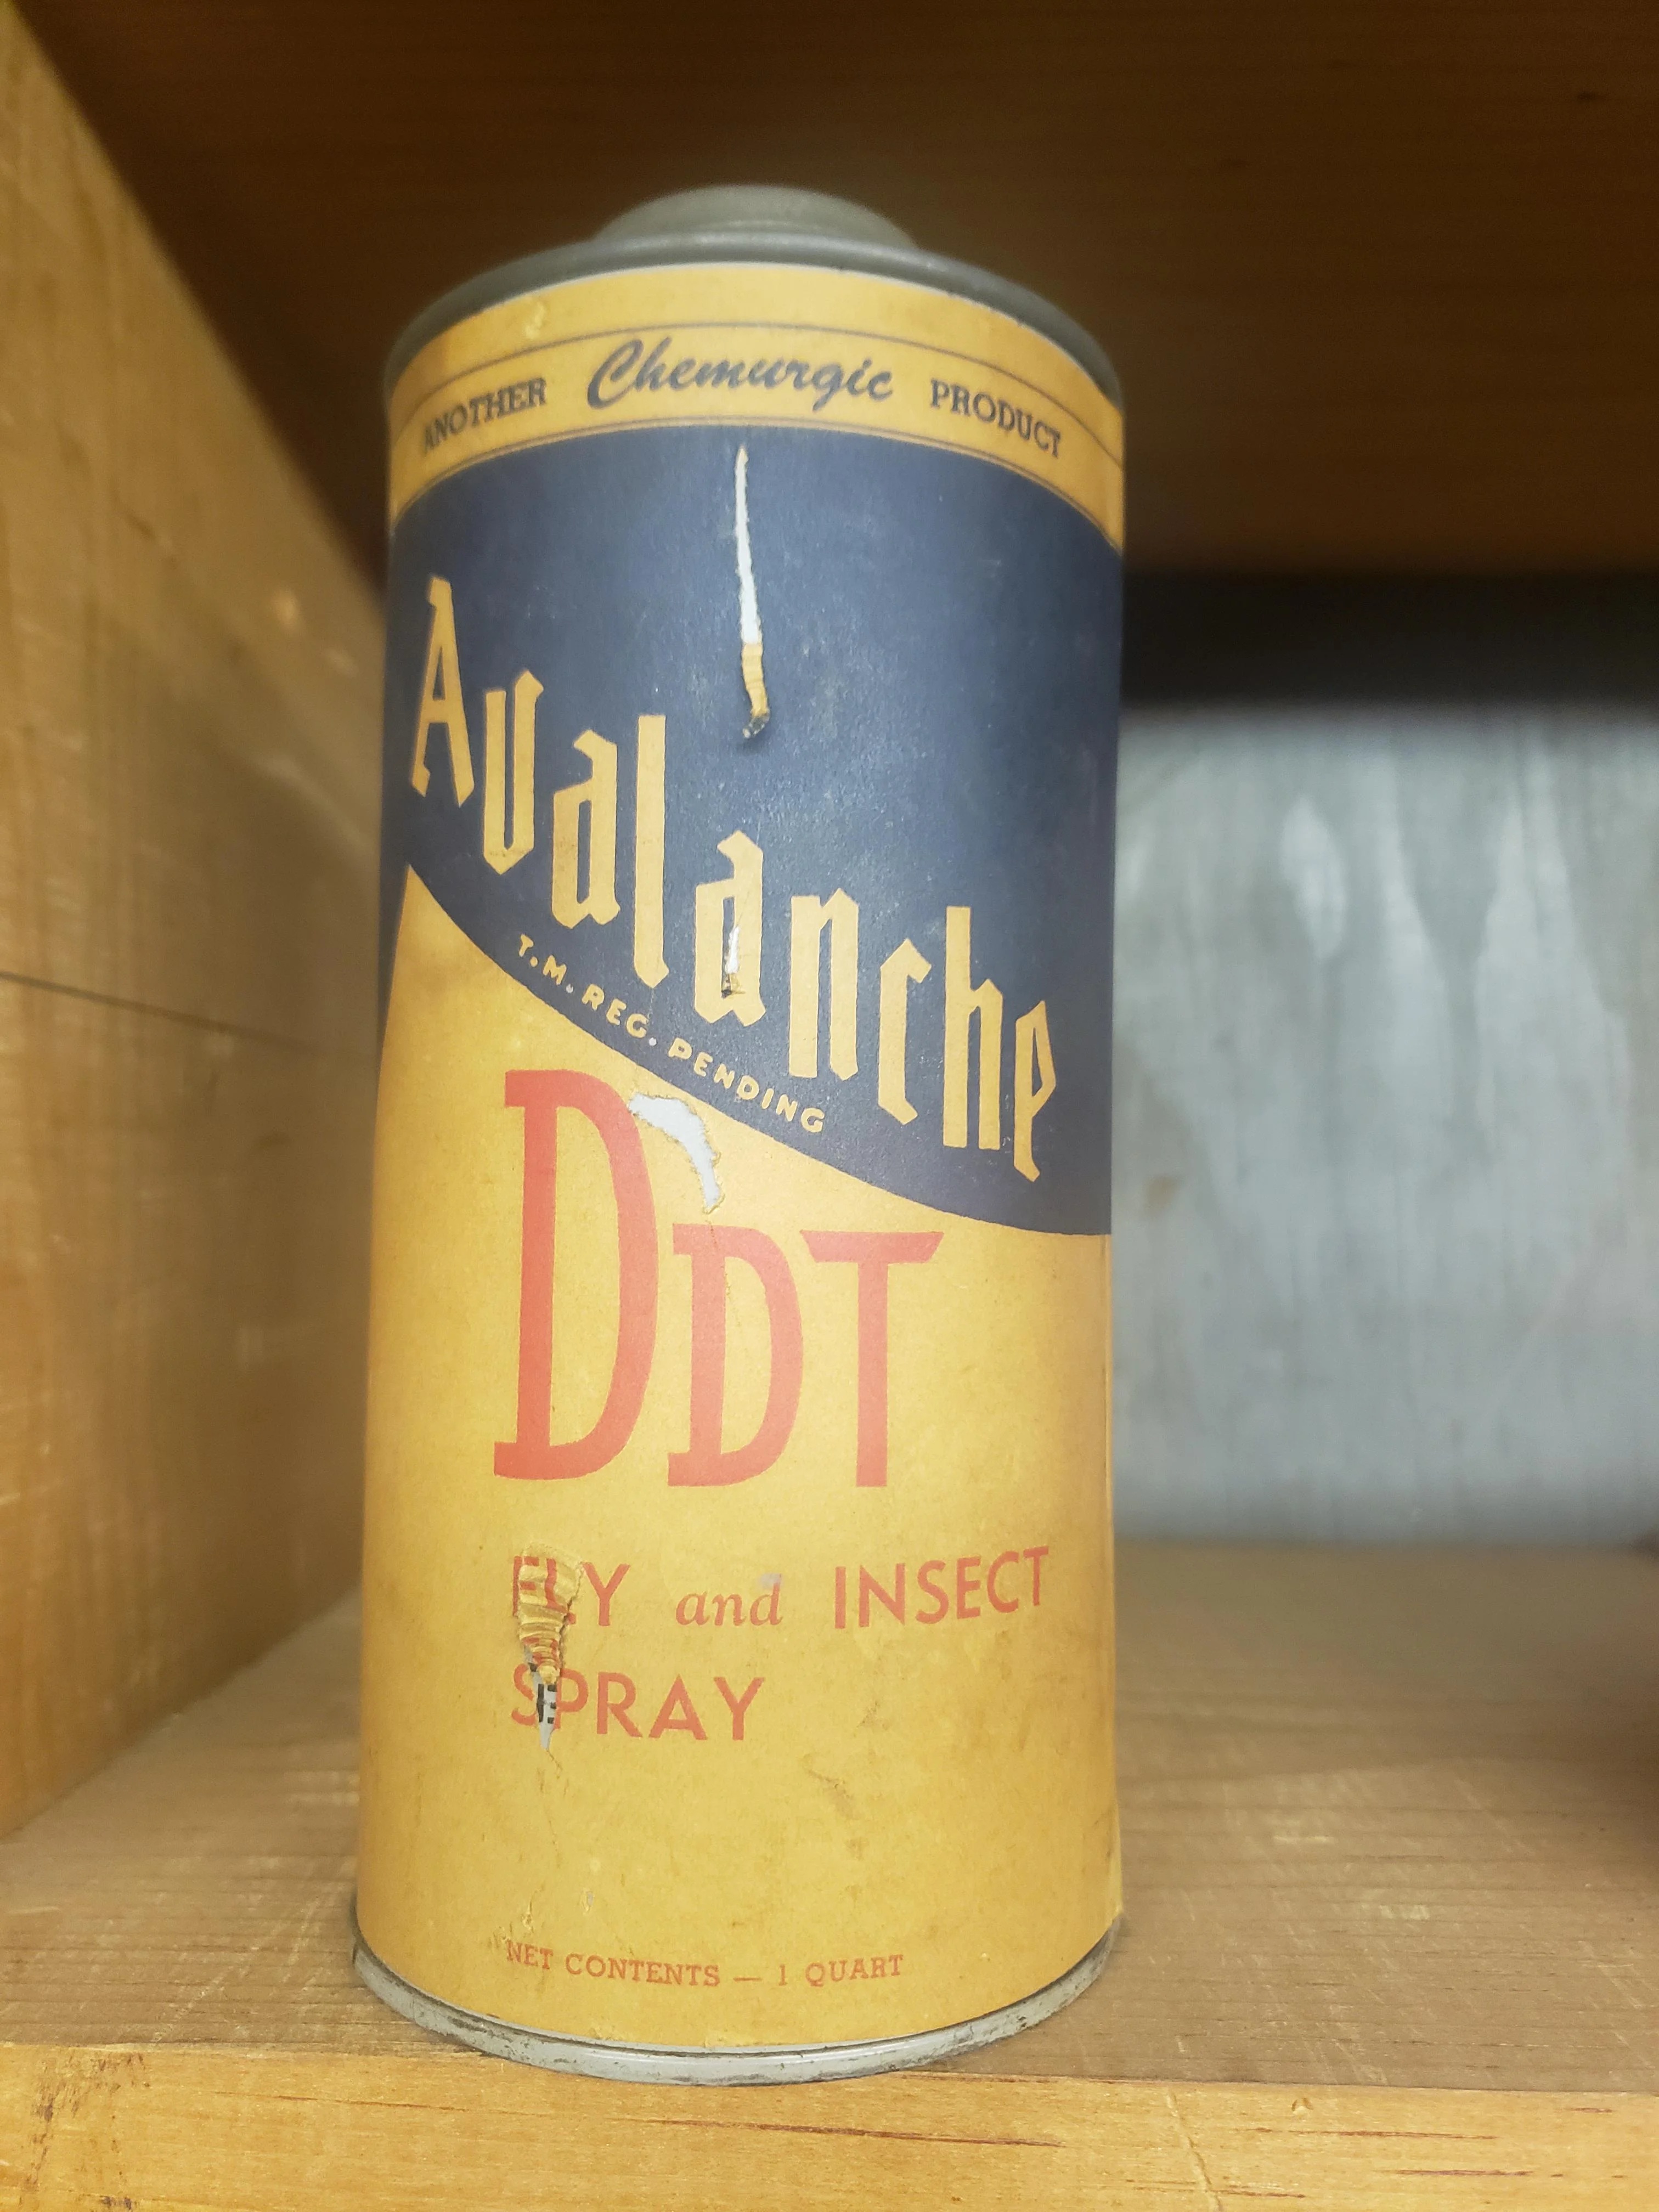 ANOTHER Chemurgic PRODUCT
Avalanche
T.M. REG. PENDING
DDT
FLY and INSECT
SPRAY
NET CONTENTS — 1 QUART